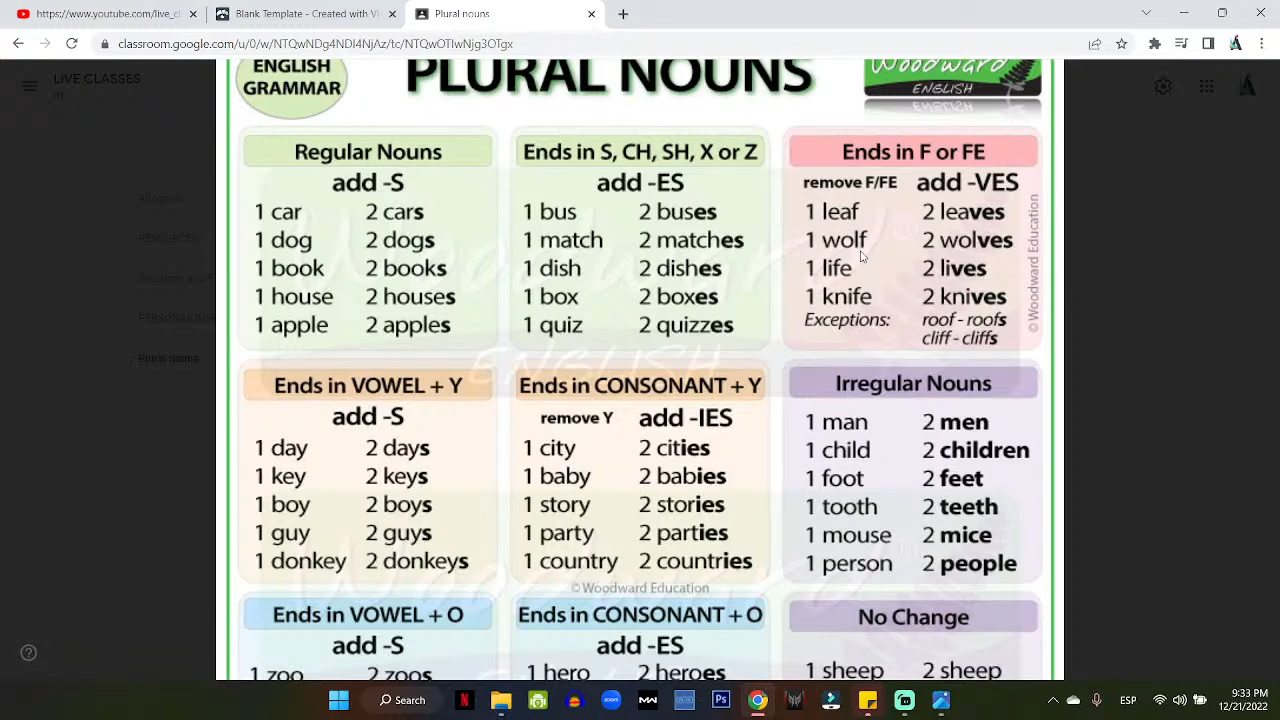 https://www.youtube.com/live_cl
Blank Template - Created with Vi
Plural nouns
classroom.google.com/u/0/w/NTQwNDg4NDI4NjAz/tc/NTQwOTIwNjg3OTgx
LIVE CLASSES
ENGLISH
GRAMMAR
PLURAL NOUNS
Woodward
ENGLISH
Regular Nouns
add -S
1 car 2 cars
1 dog 2 dogs
1 book 2 books
1 house 2 houses
1 apple 2 apples
Ends in S, CH, SH, X or Z
add -ES
1 bus 2 buses
1 match 2 matches
1 dish 2 dishes
1 box 2 boxes
1 quiz 2 quizzes
Ends in F or FE
remove F/FE add -VES
1 leaf 2 leaves
1 wolf 2 wolves
1 life 2 lives
1 knife 2 knives
Exceptions: roof - roofs
cliff - cliffs
© Woodward Education
Ends in VOWEL + Y
add -S
1 day 2 days
1 key 2 keys
1 boy 2 boys
1 guy 2 guys
1 donkey 2 donkeys
Ends in CONSONANT + Y
remove Y add -IES
1 city 2 cities
1 baby 2 babies
1 story 2 stories
1 party 2 parties
1 country 2 countries
© Woodward Education
Irregular Nouns
1 man 2 men
1 child 2 children
1 foot 2 feet
1 tooth 2 teeth
1 mouse 2 mice
1 person 2 people
Ends in VOWEL + O
add -S
1 zoo 2 zoos
Ends in CONSONANT + O
add -ES
1 hero 2 heroes
No Change
1 sheep 2 sheep
All topics
Plural nouns
Search
ESP
9:33 PM
12/21/2022